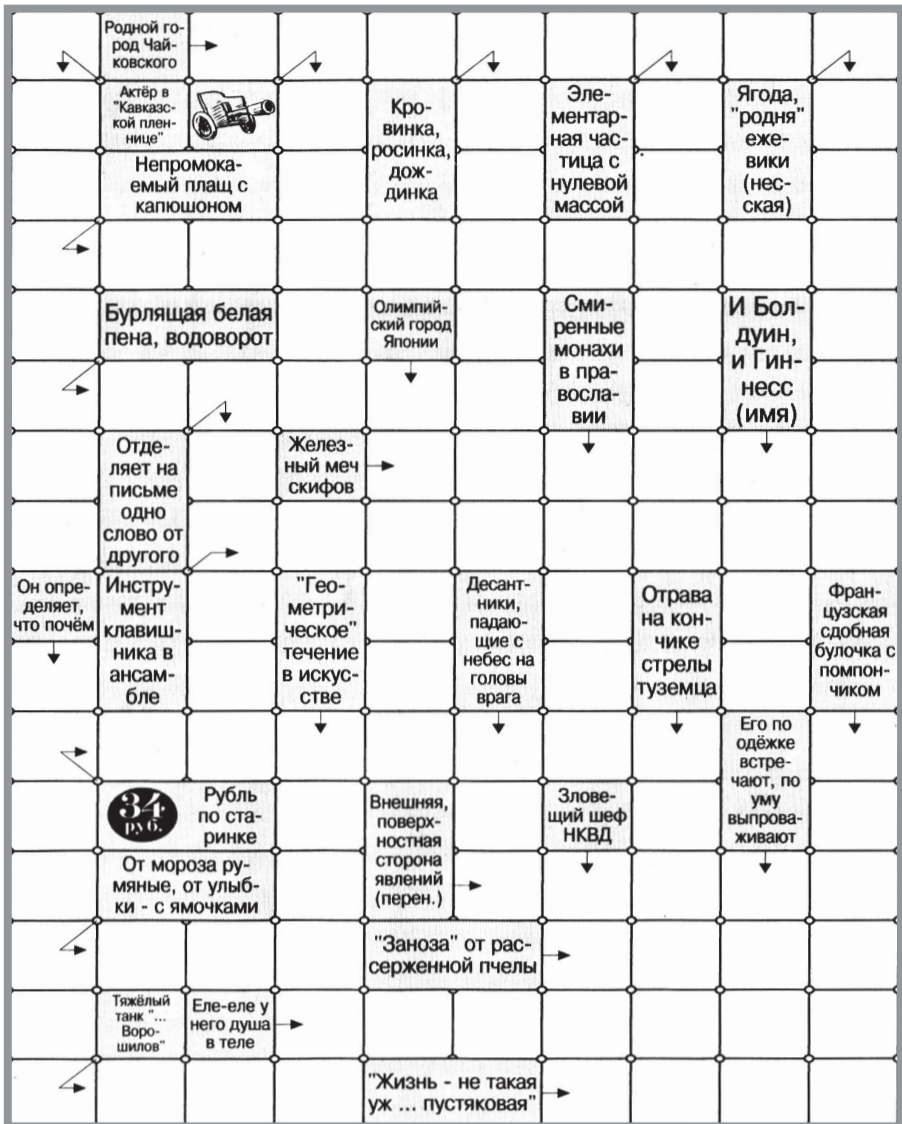 Родной го-
род Чай-
ковского
Актёр в
"Кавказс-
кой плен-
нице"
Кро-
винка,
росинка,
дож-
динка
Эле-
ментар-
ная час-
тица с
нулевой
массой
Ягода,
"родня"
еже-
вики
(нес-
ская)
Непромока-
емый плащ с
капюшоном
Бурлящая белая
пена, водоворот
Олимпий-
ский город
Японии
Сми-
ренные
монахи
в пра-
восла-
вии
И Бол-
дуин,
и Гин-
несс
(имя)
Отде-
ляет на
письме
одно
слово от
другого
Желез-
ный меч
скифов
Он опре-
деляет,
что почём
Инстру-
мент
клавиш-
ника в
ансам-
бле
"Гео-
метри-
ческое"
течение
в искус-
стве
Десант-
ники,
падаю-
щие с
небес на
головы
врага
Отрава
на кон-
чике
стрелы
туземца
Фран-
цузская
сдобная
булочка с
помпон-
чиком
Его по
одёжке
встре-
чают, по
уму
выпрова-
живают
34
руб.
Рубль
по ста-
ринке
Внешняя,
поверх-
ностная
сторона
явлений
(перен.)
Злове-
щий шеф
НКВД
От мороза ру-
мяные, от улыб-
ки - с ямочками
"Заноза" от рас-
серженной пчелы
Тяжёлый
танк "...
Воро-
шилов"
Еле-еле у
него душа
в теле
"Жизнь - не такая
уж ... пустяковая"